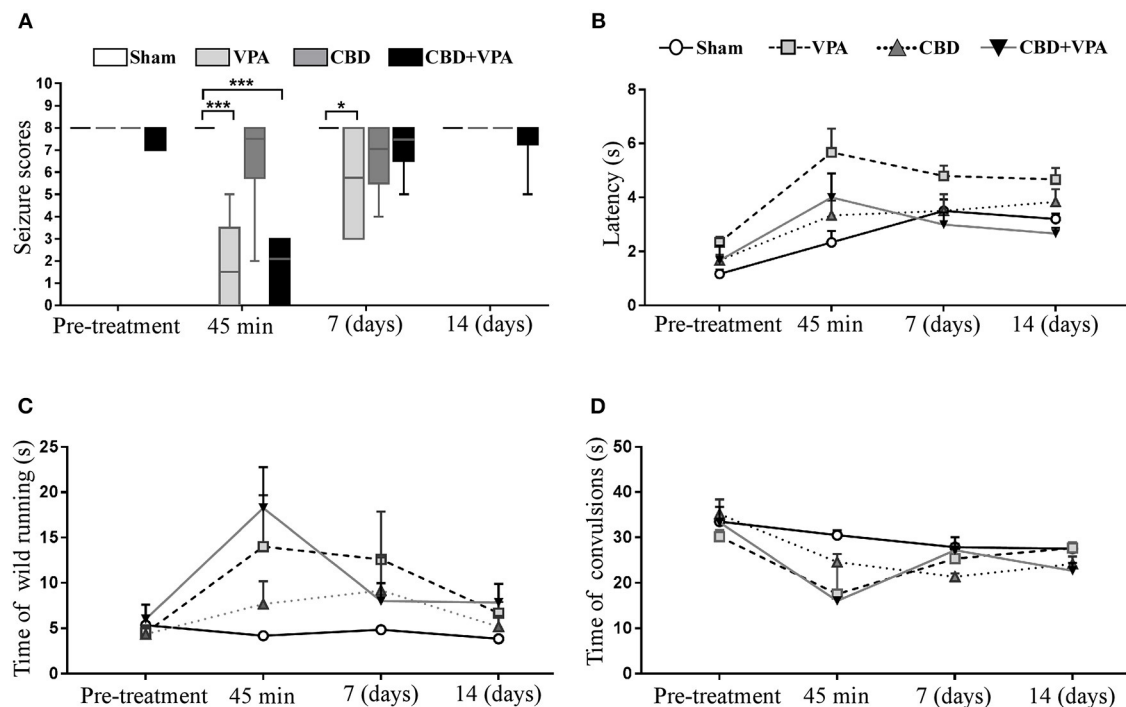 A
Sham VPA CBD CBD+VPA
Seizure scores
10
9
8
7
6
5
4
3
2
1
0
***
***
*
Pre-treatment 45 min 7 (days) 14 (days)
B
Sham VPA CBD CBD+VPA
Latency (s)
8
6
4
2
0
Pre-treatment 45 min 7 (days) 14 (days)
C
Time of wild running (s)
25
20
15
10
5
0
Pre-treatment 45 min 7 (days) 14 (days)
D
Time of convulsions (s)
50
40
30
20
10
0
Pre-treatment 45 min 7 (days) 14 (days)